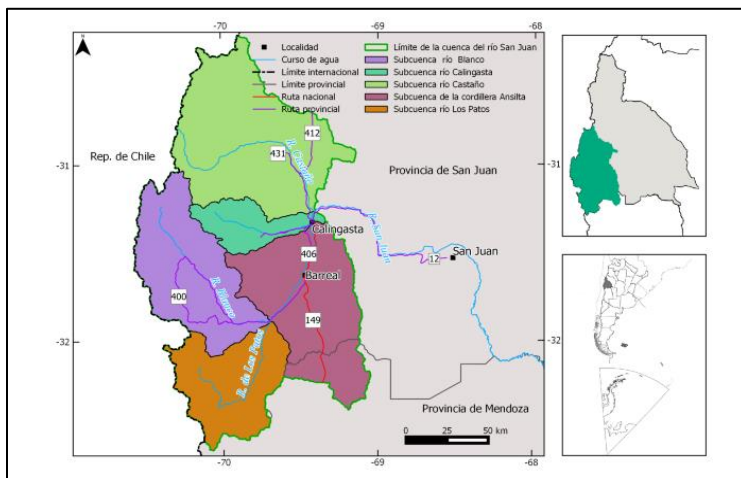 -70
-69
-68
N
Localidad
Curso de agua
Límite internacional
Límite provincial
Ruta nacional
Ruta provincial
Límite de la cuenca del río San Juan
Subcuenca río Blanco
Subcuenca río Calingasta
Subcuenca río Castaño
Subcuenca de la cordillera Ansilta
Subcuenca río Los Patos
412
431
R. Castaño
-31
Rep. de Chile
Provincia de San Juan
-31
Calingasta
R. San Juan
San Juan
12
406
Barreal
R. Blanco
400
149
-32
-32
R. de Los Patos
Provincia de Mendoza
0 25 50 km
-70
-69
-68